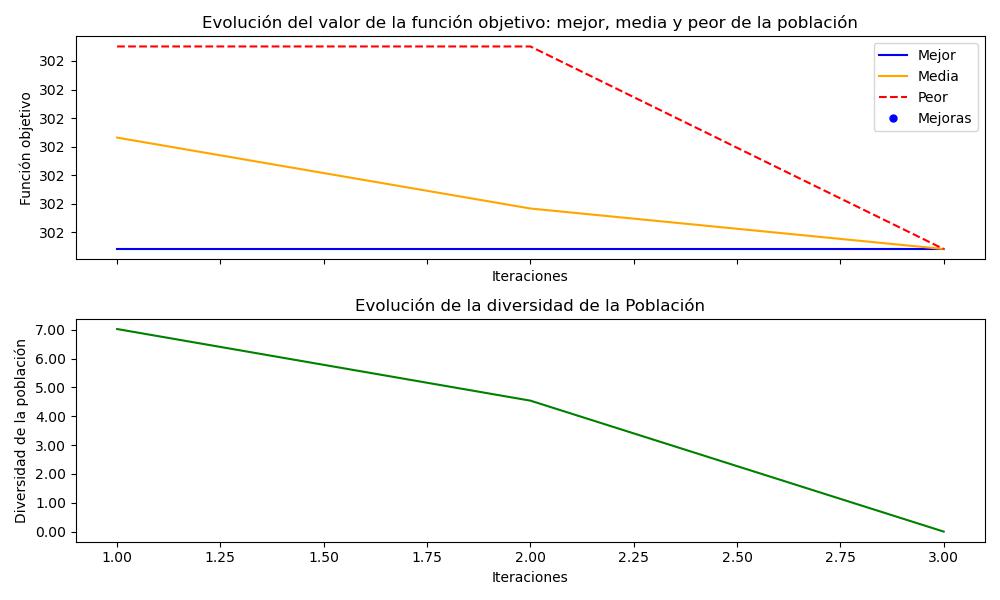 Evolución del valor de la función objetivo: mejor, media y peor de la población
302
302
302
302
302
302
302
Función objetivo
Mejor
Media
Peor
Mejoras
Iteraciones
Evolución de la diversidad de la Población
7.00
6.00
5.00
4.00
3.00
2.00
1.00
0.00
Diversidad de la población
1.00 1.25 1.50 1.75 2.00 2.25 2.50 2.75 3.00
Iteraciones